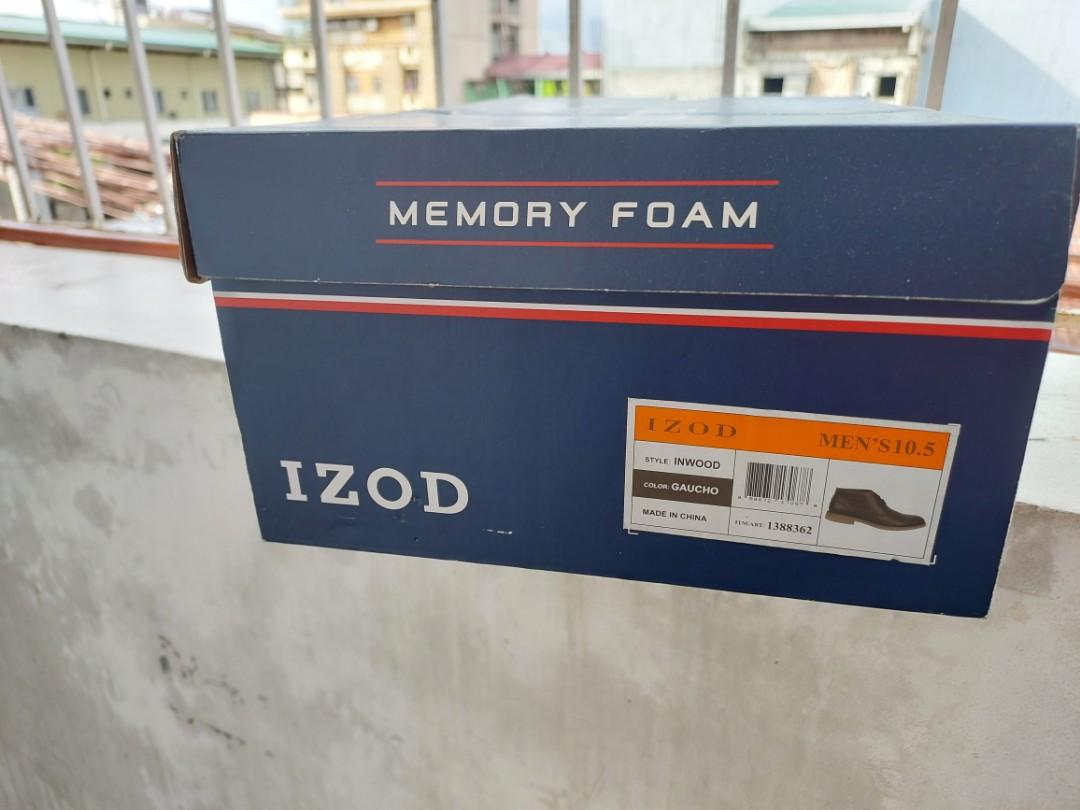 MEMORY FOAM
IZOD
IZOD
MEN'S10.5
STYLE: INWOOD
COLOR: GAUCHO
MADE IN CHINA
1388362